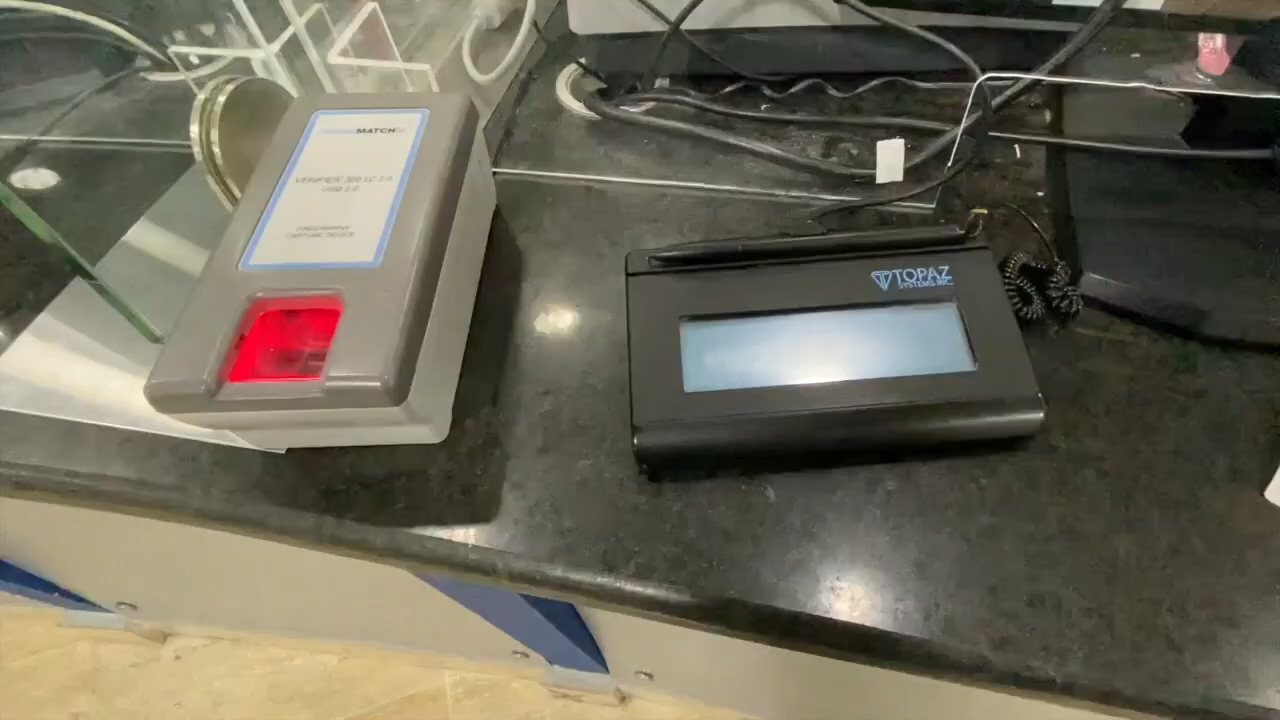 MATCH
VERIFIER 300 LC 2.0
USB 2.0
FINGERPRINT
CAPTURE DEVICE
TOPAZ
SYSTEMS INC.